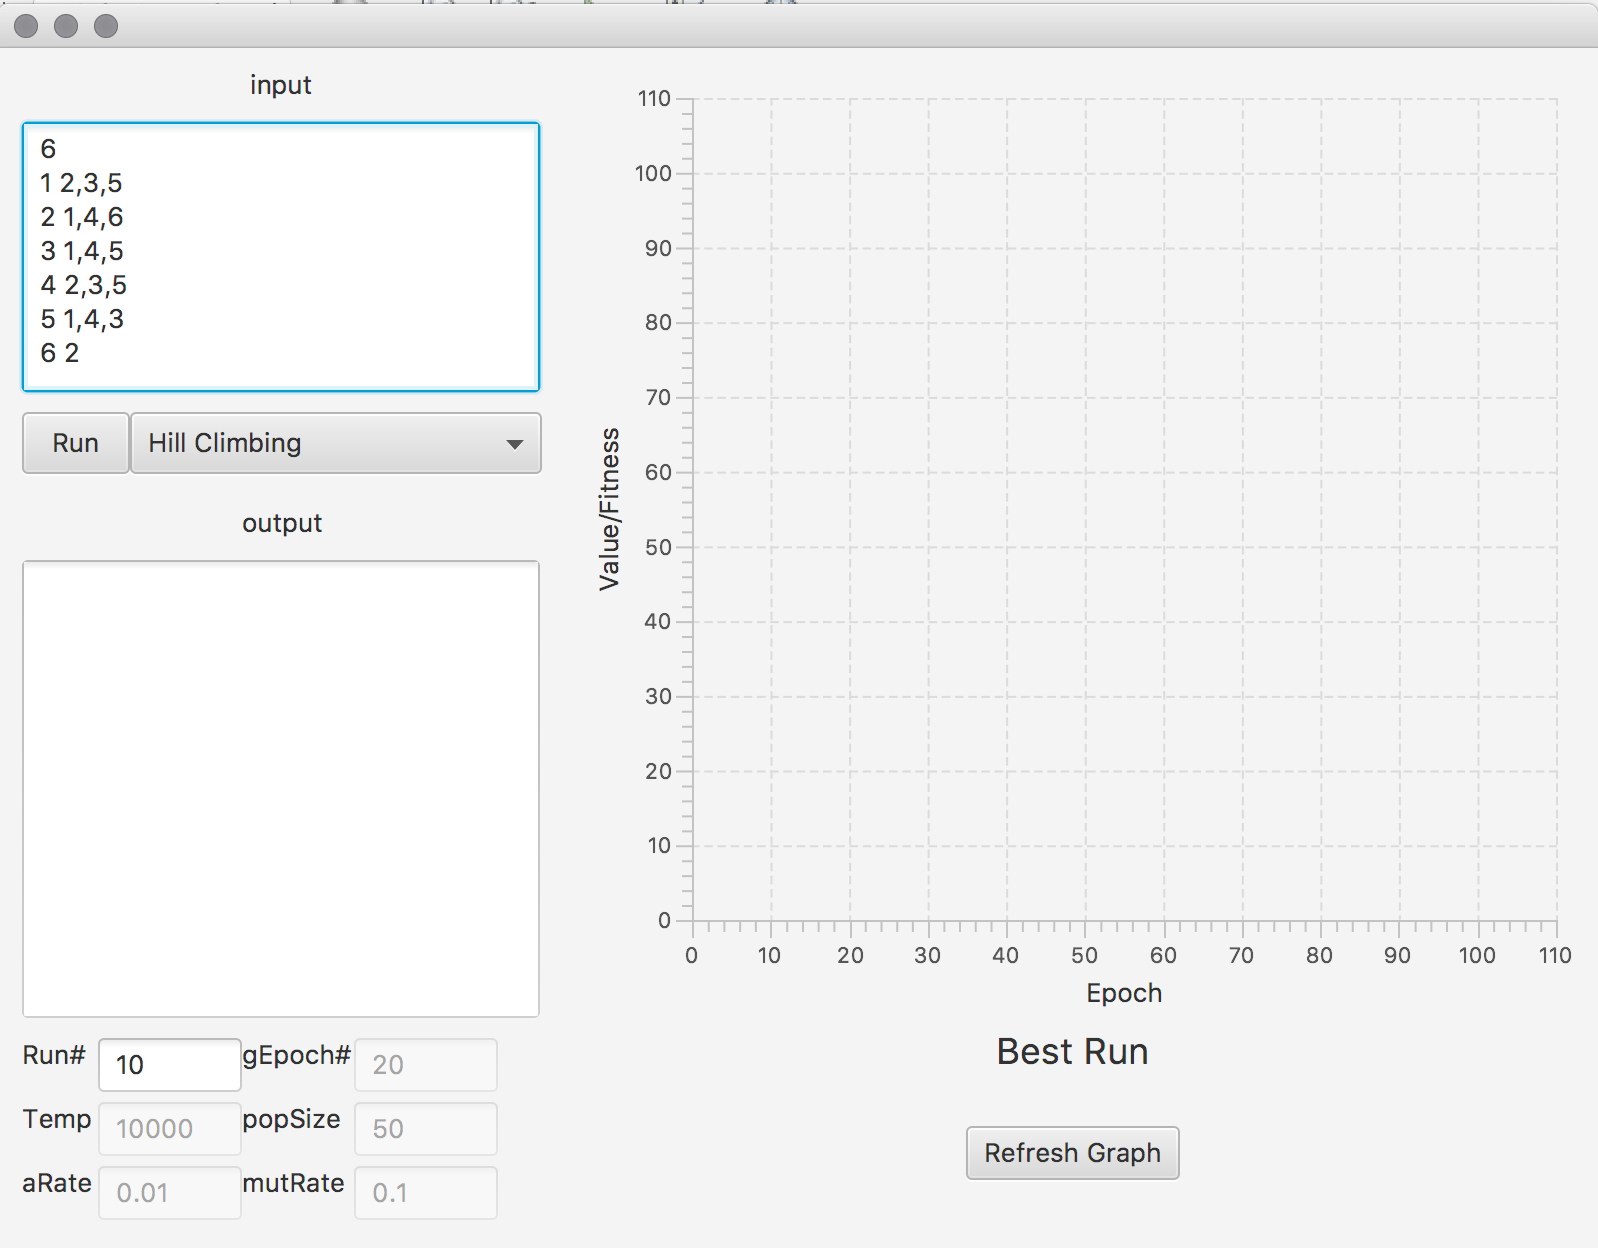 input
6
1 2,3,5
2 1,4,6
3 1,4,5
4 2,3,5
5 1,4,3
6 2
Run Hill Climbing
output
Run# 10 gEpoch# 20
Temp 10000 popSize 50
aRate 0.01 mutRate 0.1
110
100
90
80
70
60
50
40
30
20
10
0
Value/Fitness
0 10 20 30 40 50 60 70 80 90 100 110
Epoch
Best Run
Refresh Graph